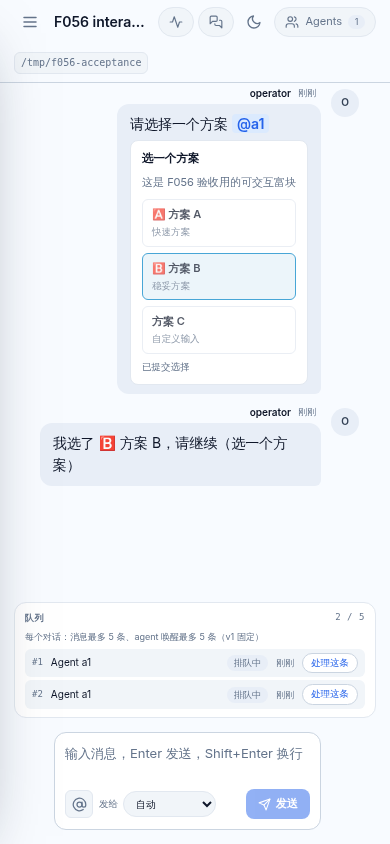 F056 intera...
Agents 1
/tmp/f056-acceptance
operator 刚刚
O
请选择一个方案 @a1
选一个方案
这是 F056 验收用的可交互富块
🅰 方案 A
快速方案
🅱 方案 B
稳妥方案
方案 C
自定义输入
已提交选择
operator 刚刚
O
我选了 🅱 方案 B，请继续（选一个方
案）
队列 2 / 5
每个对话：消息最多 5 条、agent 唤醒最多 5 条（v1 固定）
#1 Agent a1 排队中 刚刚 处理这条
#2 Agent a1 排队中 刚刚 处理这条
输入消息，Enter 发送，Shift+Enter 换行
@ 发给 自动 发送